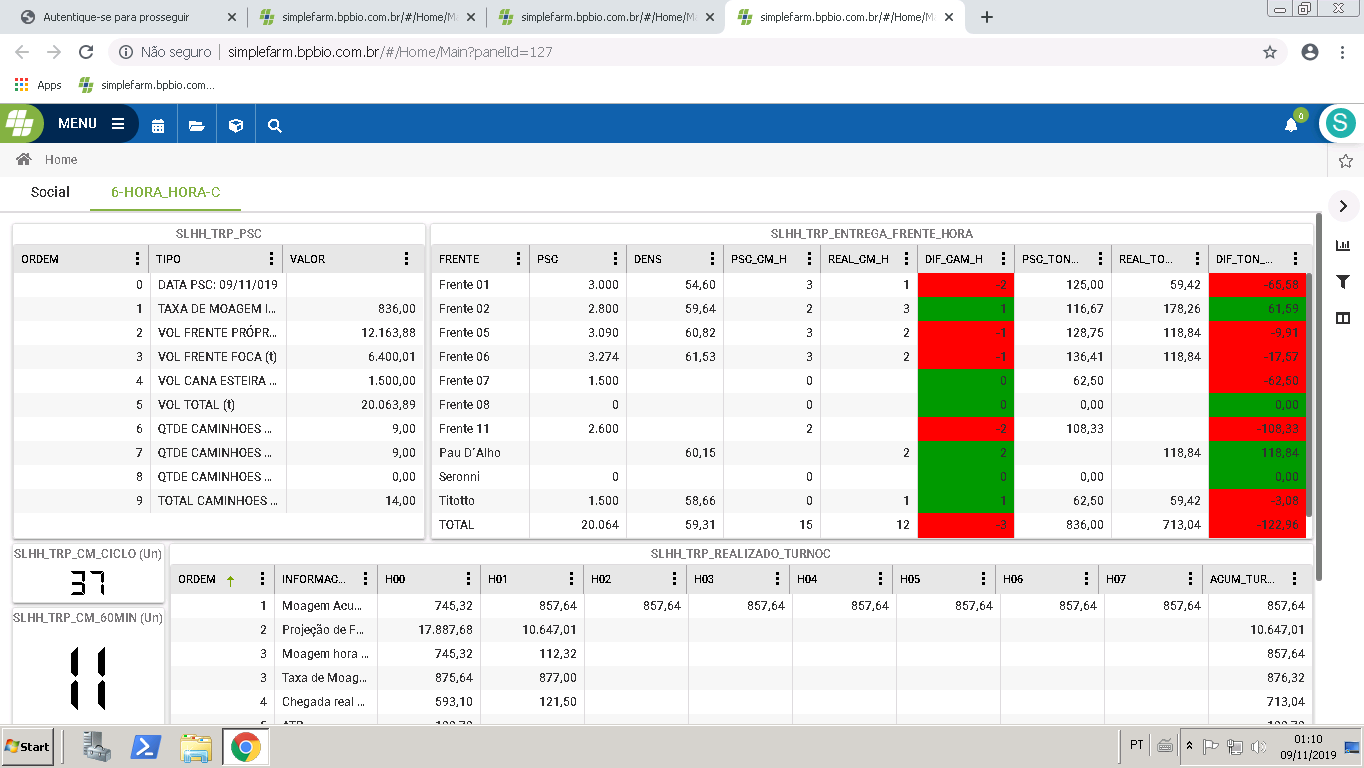 Autentique-se para prosseguir
simplefarm.bpbio.com.br/#/Home/Ma
simplefarm.bpbio.com.br/#/Home/Ma
simplefarm.bpbio.com.br/#/Home/Ma
Não seguro | simplefarm.bpbio.com.br/#/Home/Main?panelId=127
Apps simplefarm.bpbio.com...
MENU
0
S
Home
Social 6-HORA_HORA-C
SLHH_TRP_PSC
ORDEM TIPO VALOR
0 DATA PSC: 09/11/019
1 TAXA DE MOAGEM I... 836,00
2 VOL FRENTE PRÓPR... 12.163,88
3 VOL FRENTE FOCA (t) 6.400,01
4 VOL CANA ESTEIRA ... 1.500,00
5 VOL TOTAL (t) 20.063,89
6 QTDE CAMINHOES ... 9,00
7 QTDE CAMINHOES ... 9,00
8 QTDE CAMINHOES ... 0,00
9 TOTAL CAMINHOES ... 14,00
SLHH_TRP_ENTREGA_FRENTE_HORA
FRENTE PSC DENS PSC_CM_H REAL_CM_H DIF_CAM_H PSC_TON... REAL_TO... DIF_TON_...
Frente 01 3.000 54,60 3 1 -2 125,00 59,42 -65,58
Frente 02 2.800 59,64 2 3 1 116,67 178,26 61,59
Frente 05 3.090 60,82 3 2 -1 128,75 118,84 -9,91
Frente 06 3.274 61,53 3 2 -1 136,41 118,84 -17,57
Frente 07 1.500 0 0 62,50 -62,50
Frente 08 0 0 0 0,00 0,00
Frente 11 2.600 2 -2 108,33 -108,33
Pau D´Alho 60,15 2 2 118,84 118,84
Seronni 0 0 0 0,00 0,00
Titotto 1.500 58,66 0 1 1 62,50 59,42 -3,08
TOTAL 20.064 59,31 15 12 -3 836,00 713,04 -122,96
SLHH_TRP_CM_CICLO (Un)
37
SLHH_TRP_CM_60MIN (Un)
11
SLHH_TRP_REALIZADO_TURNOC
ORDEM INFORMAC... H00 H01 H02 H03 H04 H05 H06 H07 ACUM_TUR...
1 Moagem Acu... 745,32 857,64 857,64 857,64 857,64 857,64 857,64 857,64 857,64
2 Projeção de F... 17.887,68 10.647,01 10.647,01
3 Moagem hora ... 745,32 112,32 857,64
3 Taxa de Moag... 875,64 877,00 876,32
4 Chegada real ... 593,10 121,50 713,04
Start
PT
01:10
09/11/2019